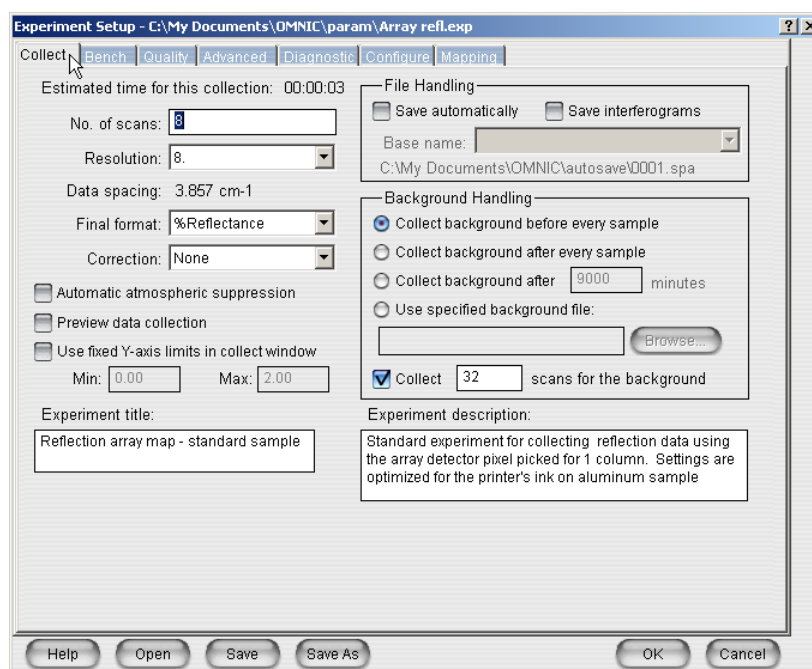 Experiment Setup - C:\My Documents\OMNIC\param\Array refl.exp
Collect Bench Quality Advanced Diagnostic Configure Mapping
Estimated time for this collection: 00:00:03
No. of scans: 8
Resolution: 8.
Data spacing: 3.857 cm-1
Final format: %Reflectance
Correction: None
Automatic atmospheric suppression
Preview data collection
Use fixed Y-axis limits in collect window
Min: 0.00 Max: 2.00
Experiment title:
Reflection array map - standard sample
File Handling
Save automatically Save interferograms
Base name:
C:\My Documents\OMNIC\autosave\0001.spa
Background Handling
Collect background before every sample
Collect background after every sample
Collect background after 9000 minutes
Use specified background file:
Browse...
Collect 32 scans for the background
Experiment description:
Standard experiment for collecting reflection data using
the array detector pixel picked for 1 column. Settings are
optimized for the printer's ink on aluminum sample
Help Open Save Save As OK Cancel